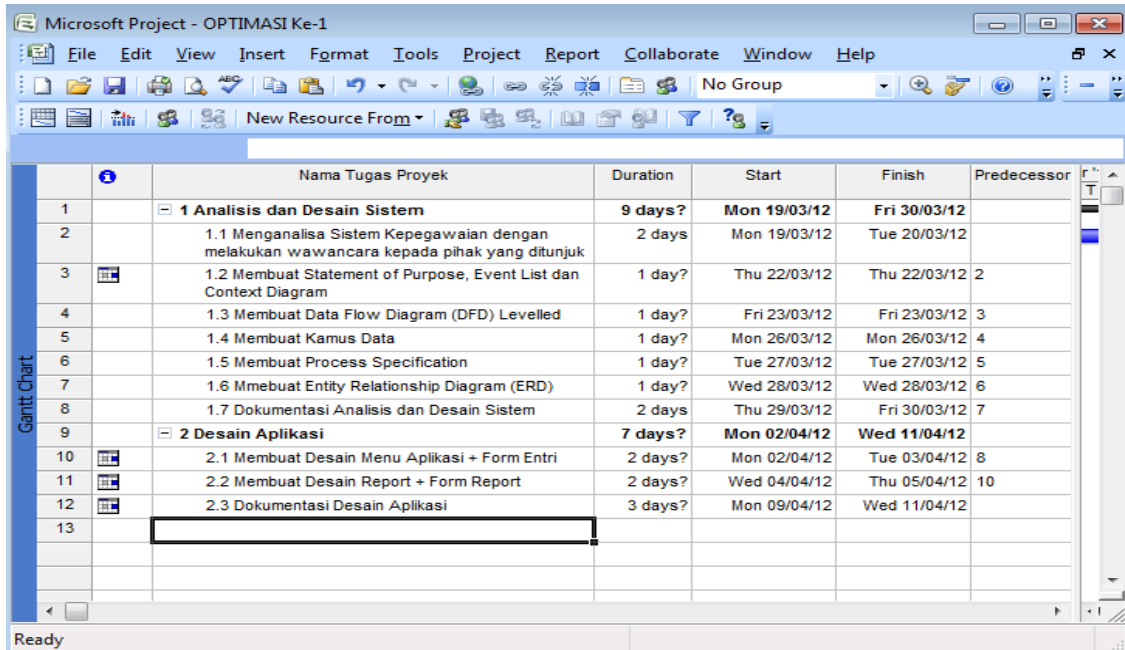 Microsoft Project - OPTIMASI Ke-1
File Edit View Insert Format Tools Project Report Collaborate Window Help
No Group
New Resource From
Nama Tugas Proyek Duration Start Finish Predecessor
T
1 1 Analisis dan Desain Sistem 9 days? Mon 19/03/12 Fri 30/03/12
2 1.1 Menganalisa Sistem Kepegawaian dengan 2 days Mon 19/03/12 Tue 20/03/12
melakukan wawancara kepada pihak yang ditunjuk
3 1.2 Membuat Statement of Purpose, Event List dan 1 day? Thu 22/03/12 Thu 22/03/12 2
Context Diagram
4 1.3 Membuat Data Flow Diagram (DFD) Levelled 1 day? Fri 23/03/12 Fri 23/03/12 3
5 1.4 Membuat Kamus Data 1 day? Mon 26/03/12 Mon 26/03/12 4
6 1.5 Membuat Process Specification 1 day? Tue 27/03/12 Tue 27/03/12 5
7 1.6 Mmebuat Entity Relationship Diagram (ERD) 1 day? Wed 28/03/12 Wed 28/03/12 6
8 1.7 Dokumentasi Analisis dan Desain Sistem 2 days Thu 29/03/12 Fri 30/03/12 7
9 2 Desain Aplikasi 7 days? Mon 02/04/12 Wed 11/04/12
10 2.1 Membuat Desain Menu Aplikasi + Form Entri 2 days? Mon 02/04/12 Tue 03/04/12 8
11 2.2 Membuat Desain Report + Form Report 2 days? Wed 04/04/12 Thu 05/04/12 10
12 2.3 Dokumentasi Desain Aplikasi 3 days? Mon 09/04/12 Wed 11/04/12
13
Gantt Chart
Ready